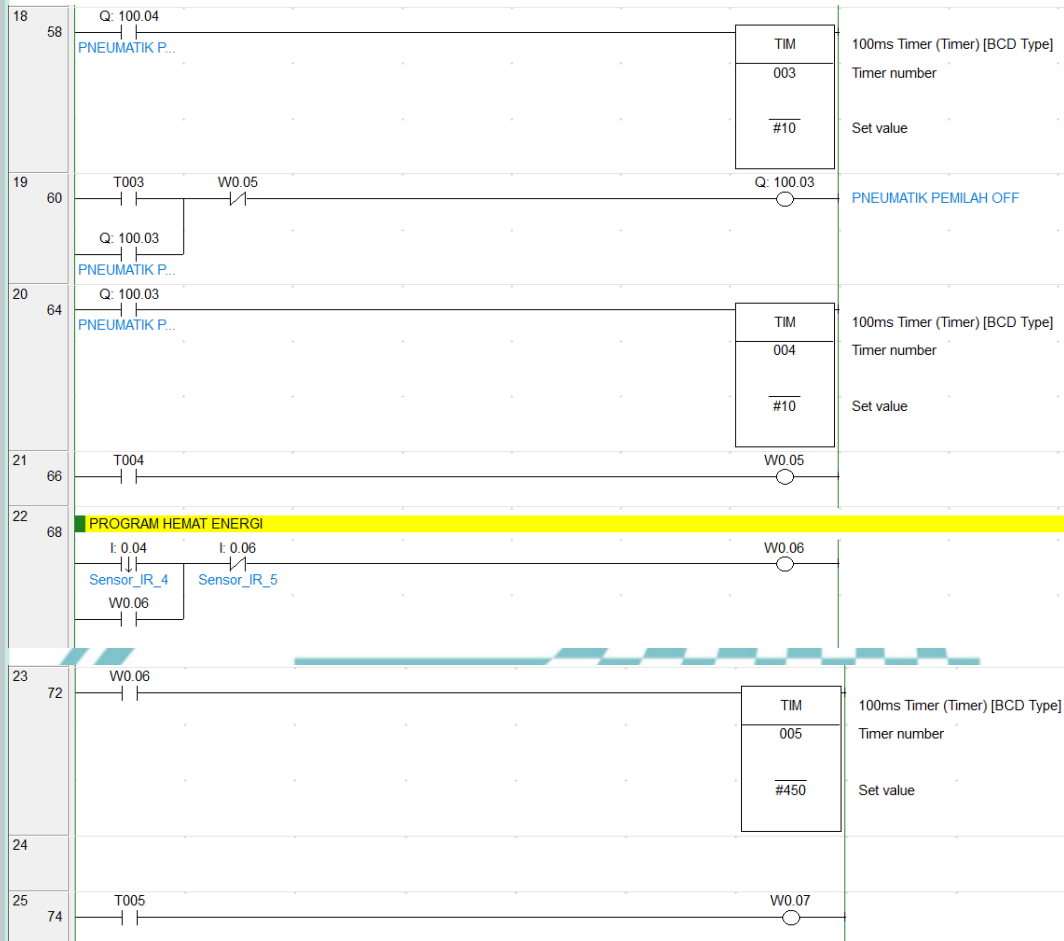 18
58
Q: 100.04
PNEUMATIK P...
TIM
100ms Timer (Timer) [BCD Type]
003
Timer number
#10
Set value
19
60
T003
W0.05
Q: 100.03
PNEUMATIK PEMILAH OFF
Q: 100.03
PNEUMATIK P...
20
64
Q: 100.03
PNEUMATIK P...
TIM
100ms Timer (Timer) [BCD Type]
004
Timer number
#10
Set value
21
66
T004
W0.05
22
68
PROGRAM HEMAT ENERGI
I: 0.04
I: 0.06
W0.06
Sensor_IR_4
Sensor_IR_5
W0.06
23
72
W0.06
TIM
100ms Timer (Timer) [BCD Type]
005
Timer number
#450
Set value
24
25
74
T005
W0.07